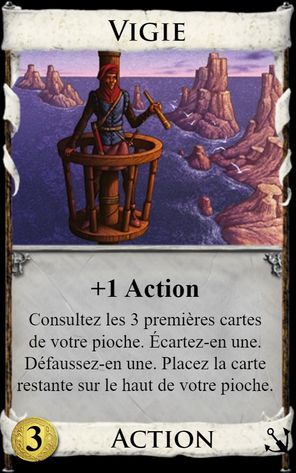 VIGIE
+1 Action
Consultez les 3 premières cartes
de votre pioche. Écartez-en une.
Défaussez-en une. Placez la carte
restante sur le haut de votre pioche.
3
ACTION